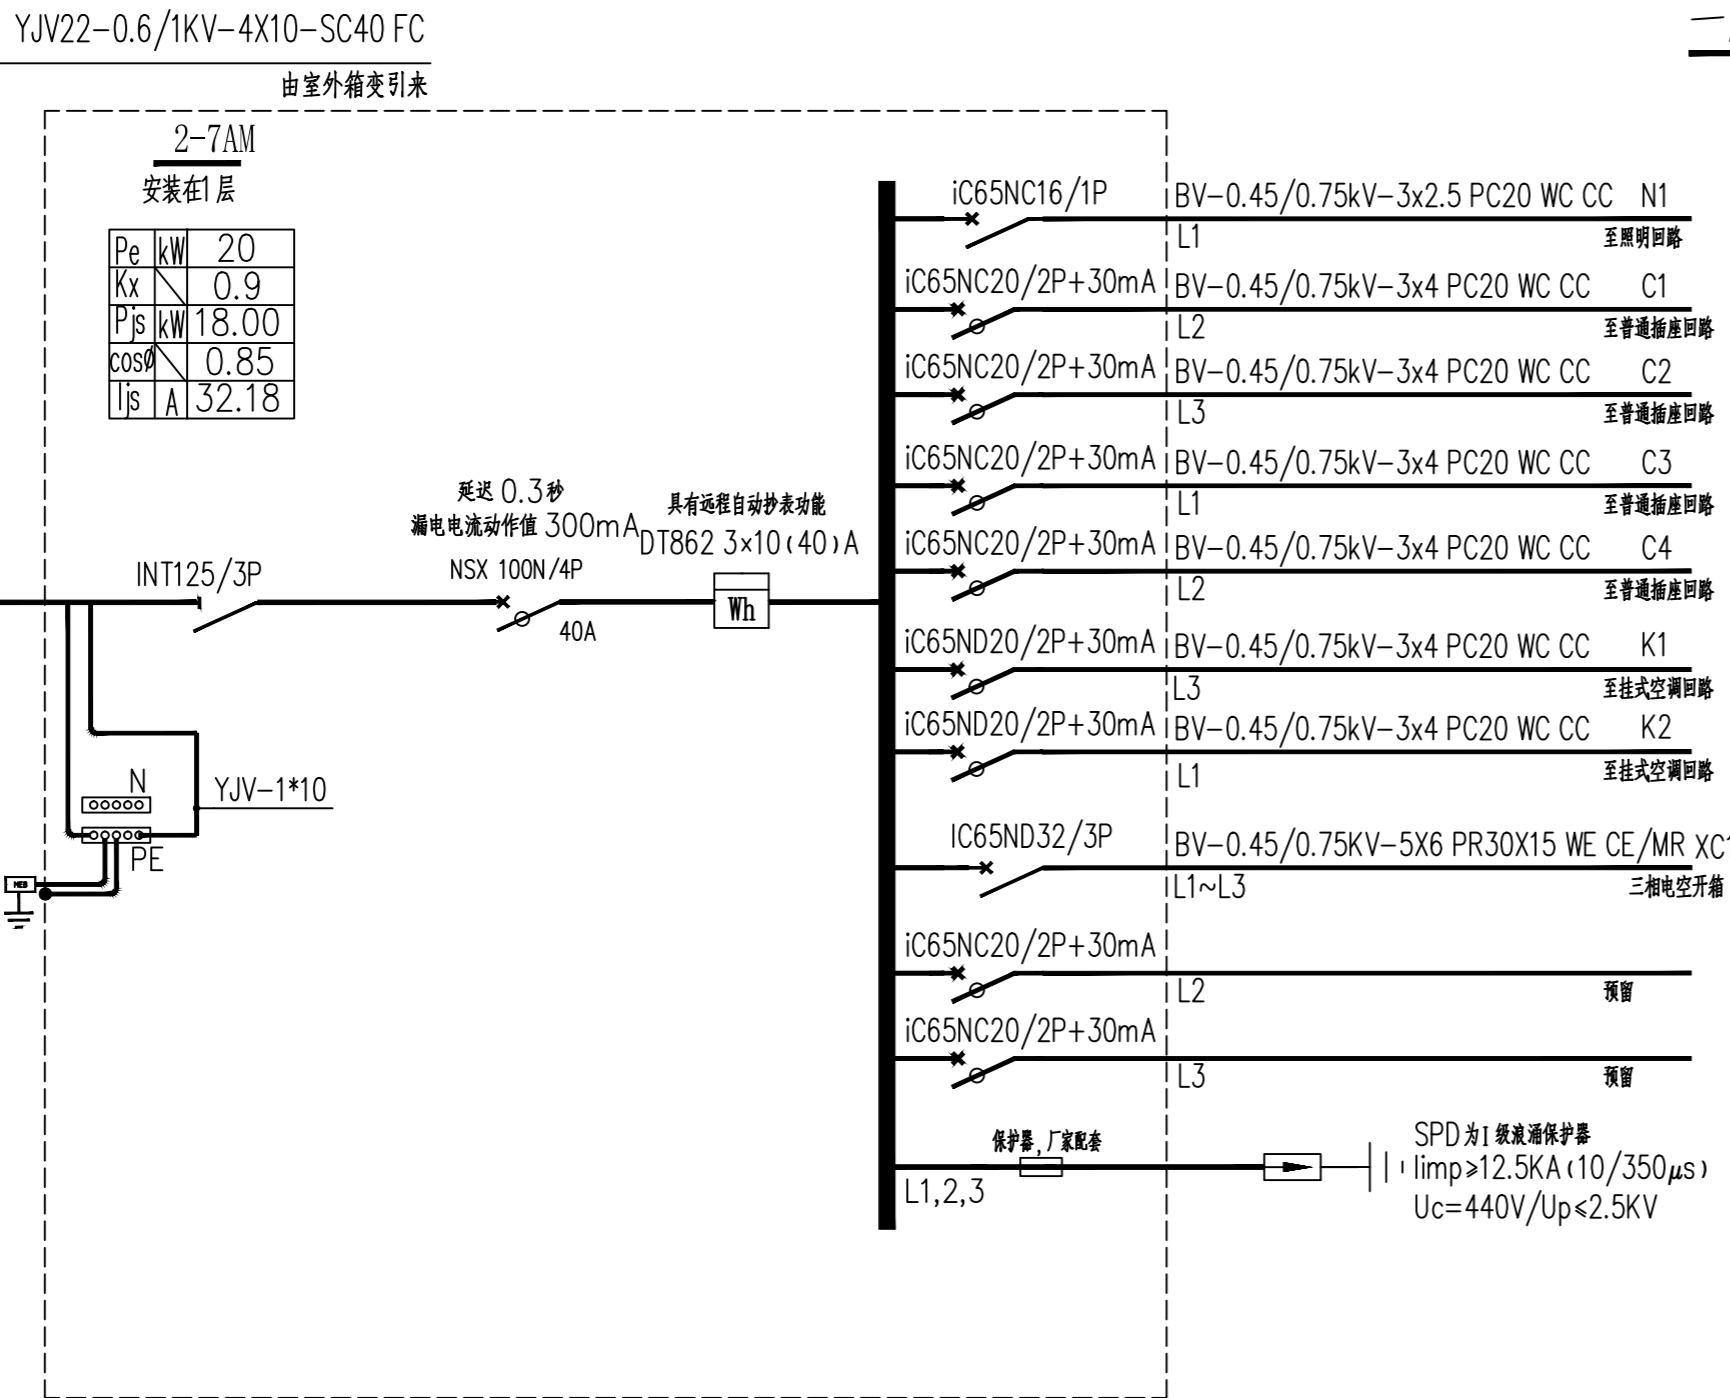 YJV22-0.6/1KV-4X10-SC40 FC
由室外箱变引来
2-7AM
安装在1层
Pe kW 20
Kx 0.9
Pjs kW 18.00
cosø 0.85
Ijs A 32.18
INT125/3P
延迟 0.3秒
漏电电流动作值 300mA
NSX 100N/4P
40A
具有远程自动抄表功能
DT862 3×10(40)A
Wh
N
YJV-1*10
PE
MEB
iC65NC16/1P BV-0.45/0.75kV-3x2.5 PC20 WC CC N1
L1 至照明回路
iC65NC20/2P+30mA BV-0.45/0.75kV-3x4 PC20 WC CC C1
L2 至普通插座回路
iC65NC20/2P+30mA BV-0.45/0.75kV-3x4 PC20 WC CC C2
L3 至普通插座回路
iC65NC20/2P+30mA BV-0.45/0.75kV-3x4 PC20 WC CC C3
L1 至普通插座回路
iC65NC20/2P+30mA BV-0.45/0.75kV-3x4 PC20 WC CC C4
L2 至普通插座回路
iC65ND20/2P+30mA BV-0.45/0.75kV-3x4 PC20 WC CC K1
L3 至挂式空调回路
iC65ND20/2P+30mA BV-0.45/0.75kV-3x4 PC20 WC CC K2
L1 至挂式空调回路
IC65ND32/3P BV-0.45/0.75KV-5X6 PR30X15 WE CE/MR XC1
L1~L3 三相电空开箱
iC65NC20/2P+30mA
L2 预留
iC65NC20/2P+30mA
L3 预留
保护器,厂家配套
L1,2,3
SPD为I级浪涌保护器
Iimp≥12.5KA(10/350μs)
Uc=440V/Up≤2.5KV